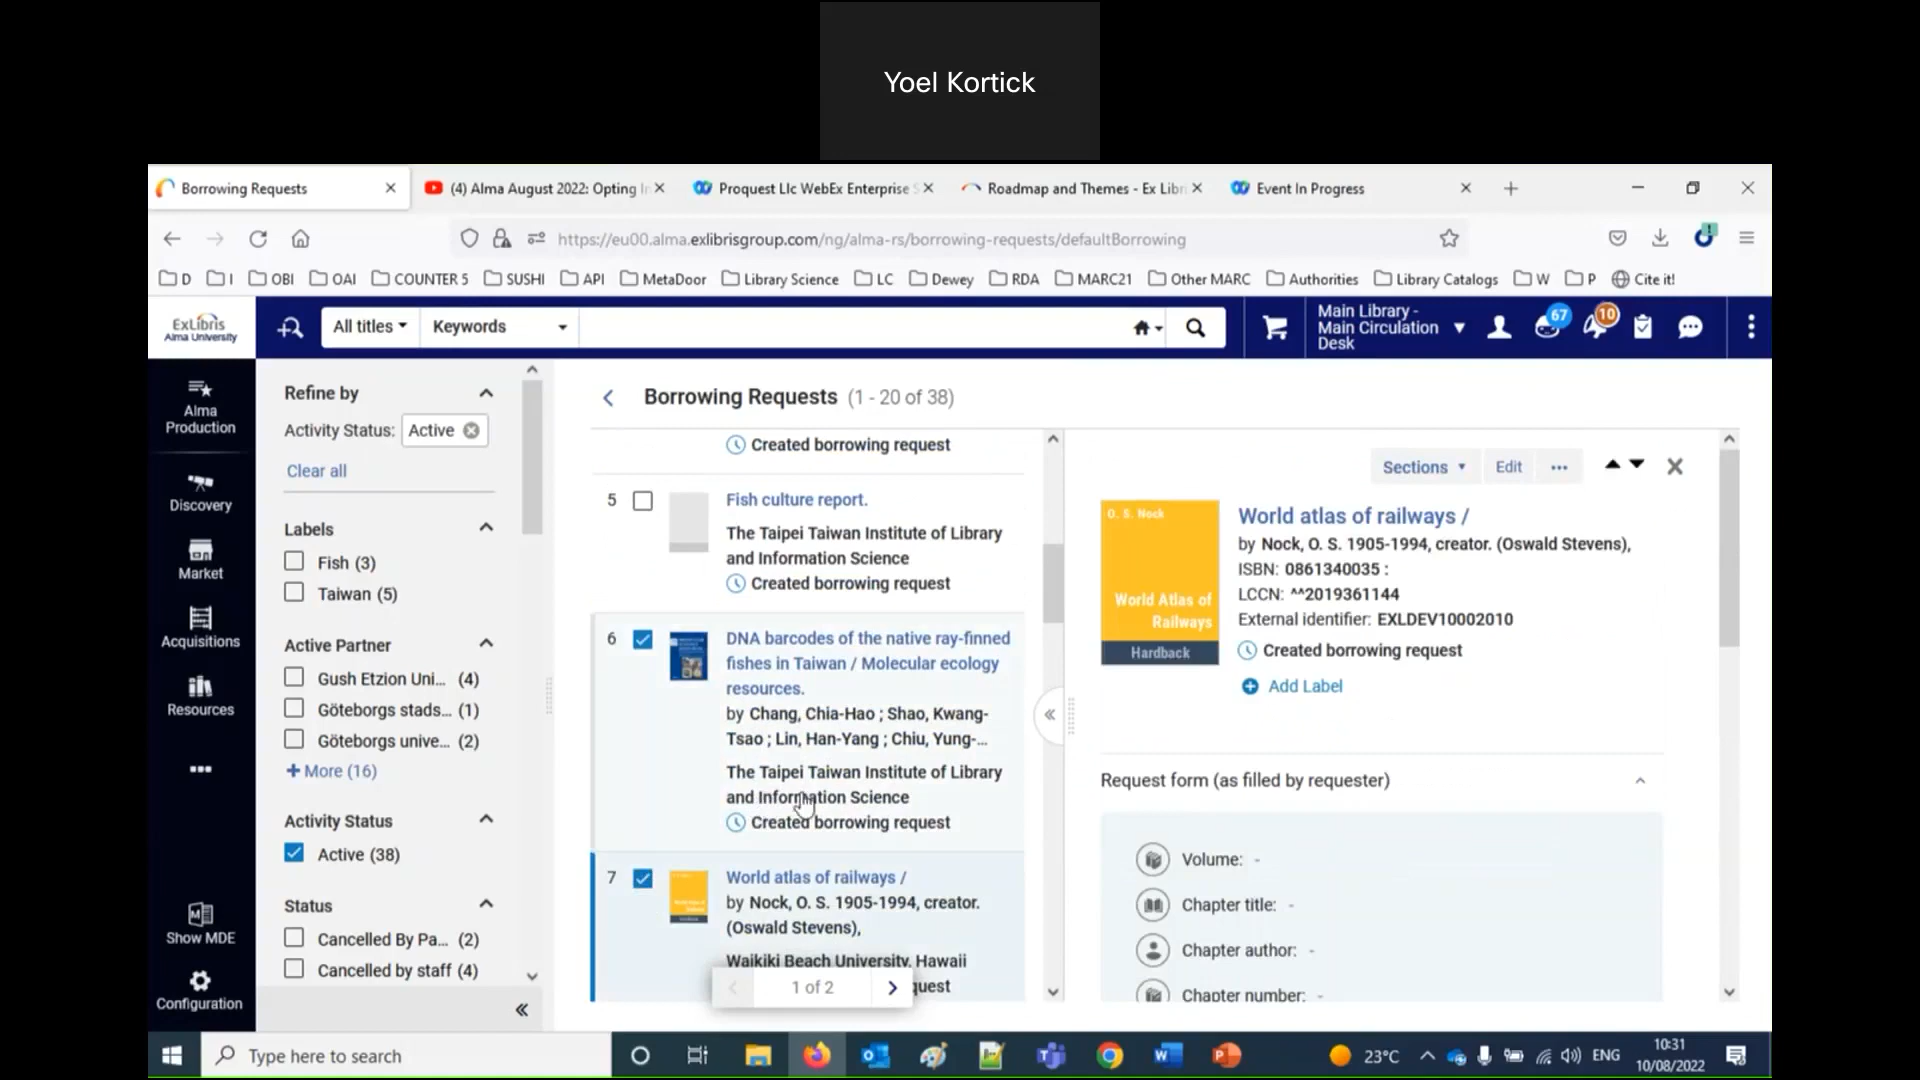 Yoel Kortick
Borrowing Requests
(4) Alma August 2022: Opting In
Proquest Llc WebEx Enterprise S
Roadmap and Themes - Ex Libri
Event In Progress
https://eu00.alma.exlibrisgroup.com/ng/alma-rs/borrowing-requests/defaultBorrowing
D
I
OBI
OAI
COUNTER 5
SUSHI
API
MetaDoor
Library Science
LC
Dewey
RDA
MARC21
Other MARC
Authorities
Library Catalogs
W
P
Cite it!
ExLibris
Alma University
All titles
Keywords
Main Library -
Main Circulation
Desk
67
10
Alma
Production
Discovery
Market
Acquisitions
Resources
Show MDE
Configuration
Refine by
Activity Status: Active
Clear all
Labels
Fish (3)
Taiwan (5)
Active Partner
Gush Etzion Uni... (4)
Göteborgs stads... (1)
Göteborgs unive... (2)
+ More (16)
Activity Status
Active (38)
Status
Cancelled By Pa... (2)
Cancelled by staff (4)
Borrowing Requests (1 - 20 of 38)
Created borrowing request
5
Fish culture report.
The Taipei Taiwan Institute of Library
and Information Science
Created borrowing request
6
DNA barcodes of the native ray-finned
fishes in Taiwan / Molecular ecology
resources.
by Chang, Chia-Hao ; Shao, Kwang-
Tsao ; Lin, Han-Yang ; Chiu, Yung-...
The Taipei Taiwan Institute of Library
and Information Science
Created borrowing request
7
World atlas of railways /
by Nock, O. S. 1905-1994, creator.
(Oswald Stevens),
Waikiki Beach University, Hawaii
quest
1 of 2
Sections
Edit
O. S. Nock
World Atlas of
Railways
Hardback
World atlas of railways /
by Nock, O. S. 1905-1994, creator. (Oswald Stevens),
ISBN: 0861340035 :
LCCN: ^^2019361144
External identifier: EXLDEV10002010
Created borrowing request
Add Label
Request form (as filled by requester)
Volume: -
Chapter title: -
Chapter author: -
Chapter number: -
Type here to search
23°C
ENG
10:31
10/08/2022